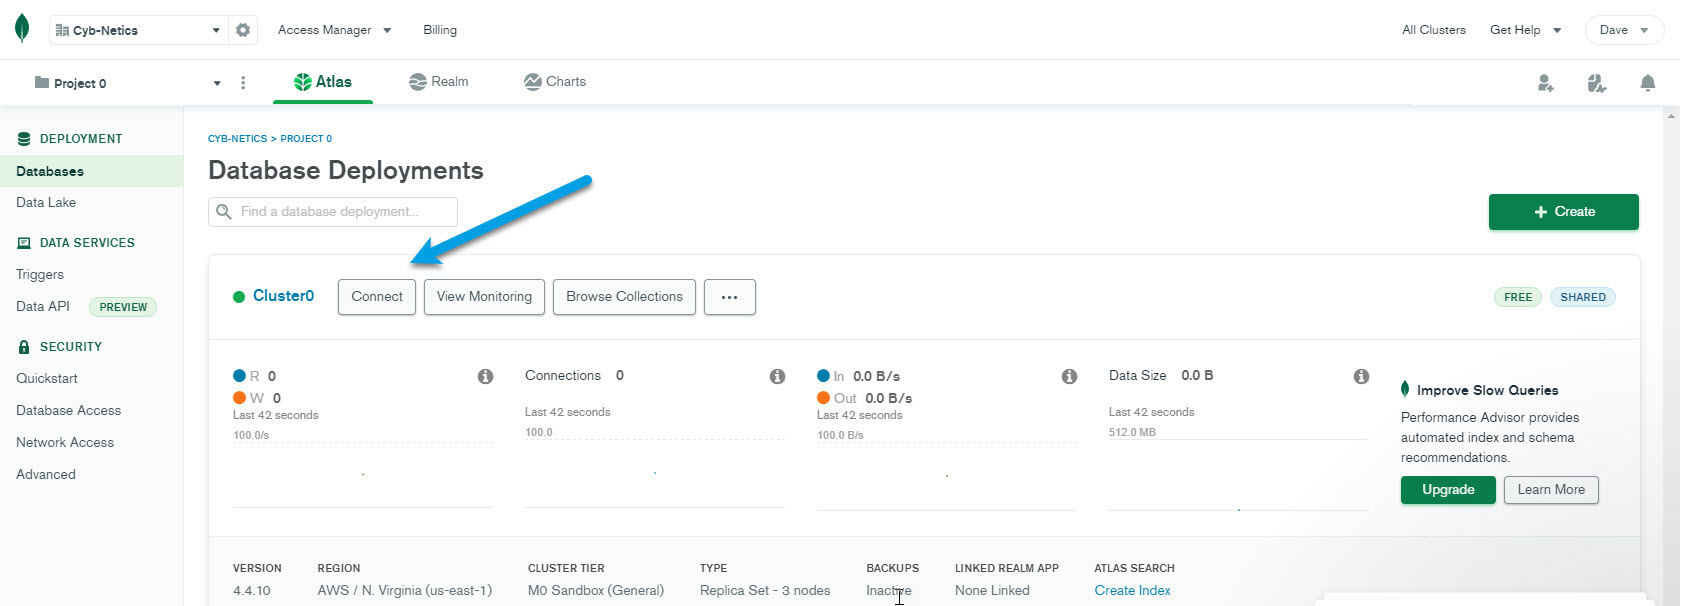 Cyb-Netics
Access Manager
Billing
All Clusters
Get Help
Dave
Project 0
Atlas
Realm
Charts
DEPLOYMENT
Databases
Data Lake
DATA SERVICES
Triggers
Data API PREVIEW
SECURITY
Quickstart
Database Access
Network Access
Advanced
CYB-NETICS > PROJECT 0
Database Deployments
Find a database deployment...
+ Create
Cluster0
Connect
View Monitoring
Browse Collections
...
FREE
SHARED
R 0
W 0
Last 42 seconds
100.0/s
Connections 0
Last 42 seconds
100.0
In 0.0 B/s
Out 0.0 B/s
Last 42 seconds
100.0 B/s
Data Size 0.0 B
Last 42 seconds
512.0 MB
Improve Slow Queries
Performance Advisor provides
automated index and schema
recommendations.
Upgrade
Learn More
VERSION
4.4.10
REGION
AWS / N. Virginia (us-east-1)
CLUSTER TIER
M0 Sandbox (General)
TYPE
Replica Set - 3 nodes
BACKUPS
Inactive
LINKED REALM APP
None Linked
ATLAS SEARCH
Create Index